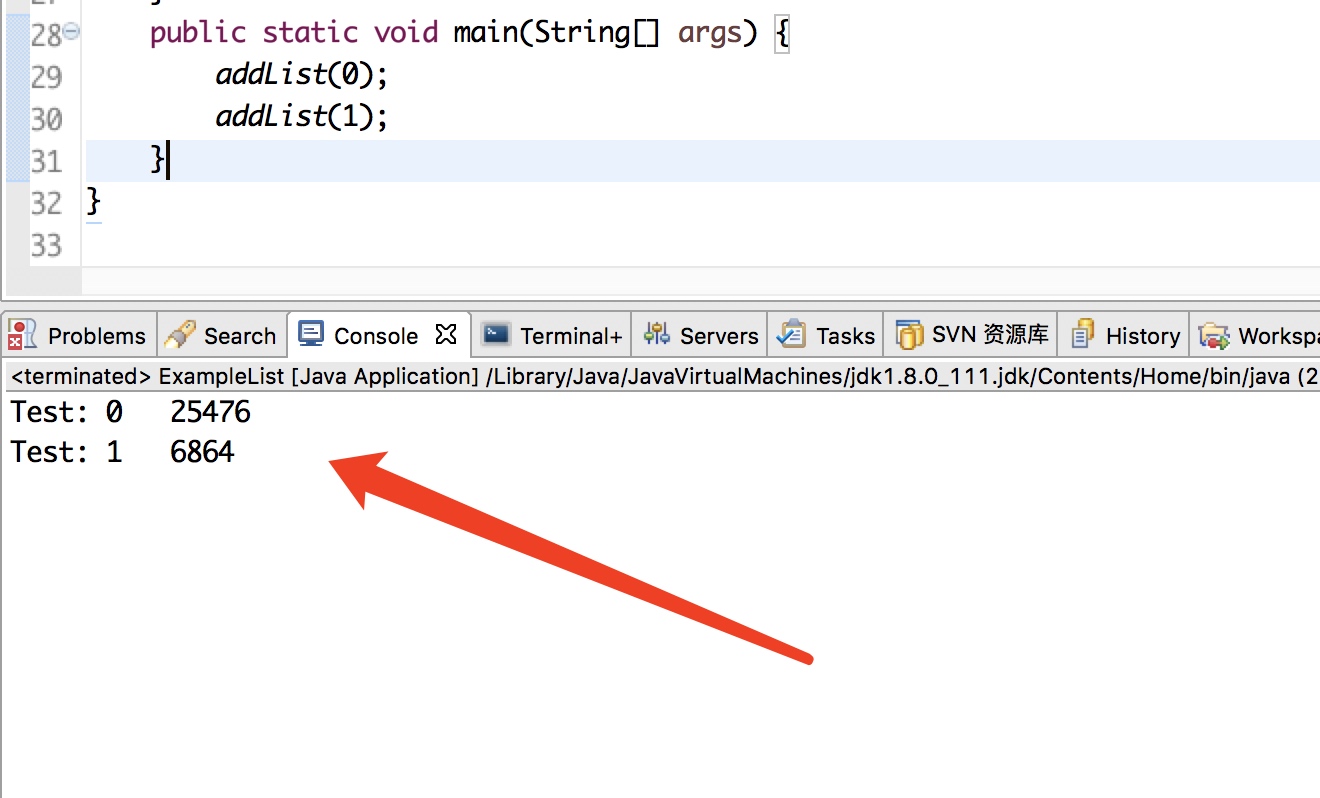 28 public static void main(String[] args) {
29 addList(0);
30 addList(1);
31 }
32 }
33
Problems Search Console Terminal+ Servers Tasks SVN 资源库 History Workspa
<terminated> ExampleList [Java Application] /Library/Java/JavaVirtualMachines/jdk1.8.0_111.jdk/Contents/Home/bin/java (2
Test: 0 25476
Test: 1 6864